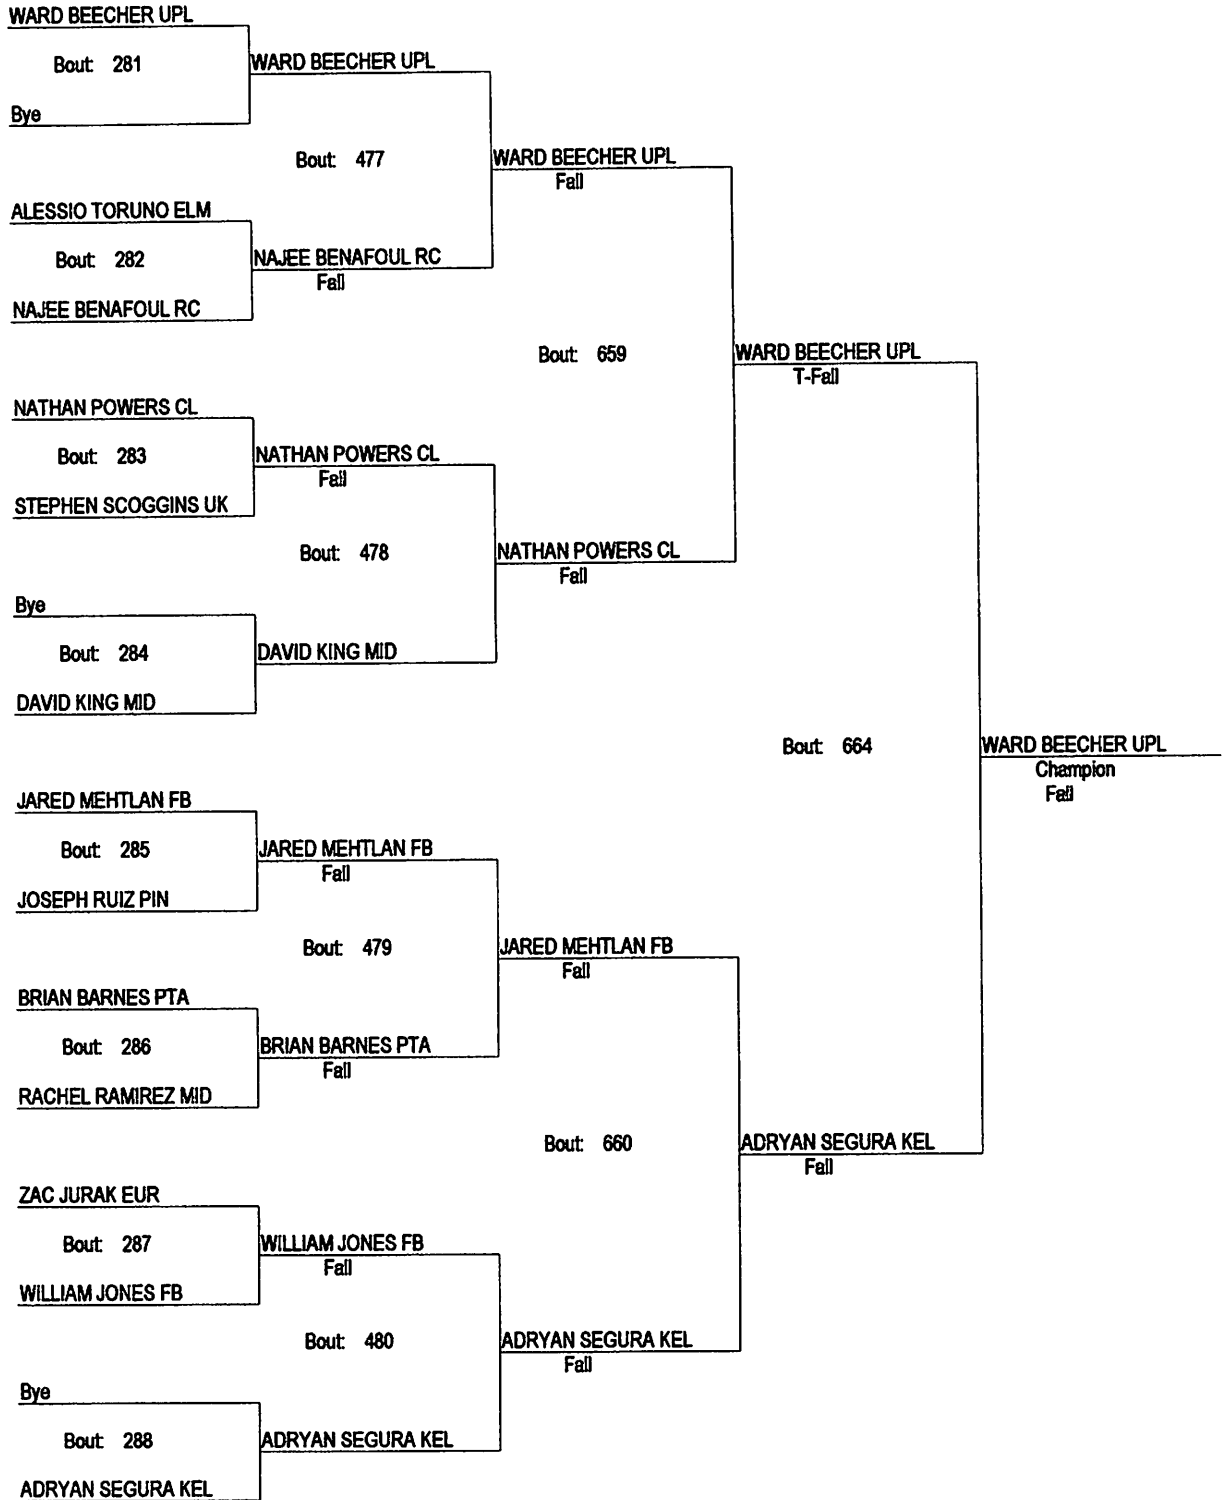 WARD BEECHER UPL
Bout: 281
WARD BEECHER UPL
Bye
Bout: 477
WARD BEECHER UPL
Fall
ALESSIO TORUNO ELM
Bout: 282
NAJEE BENAFOUL RC
Fall
NAJEE BENAFOUL RC
Bout: 659
WARD BEECHER UPL
T-Fall
NATHAN POWERS CL
Bout: 283
NATHAN POWERS CL
Fall
STEPHEN SCOGGINS UK
Bout: 478
NATHAN POWERS CL
Fall
Bye
Bout: 284
DAVID KING MID
DAVID KING MID
Bout: 664
WARD BEECHER UPL
Champion
Fall
JARED MEHTLAN FB
Bout: 285
JARED MEHTLAN FB
Fall
JOSEPH RUIZ PIN
Bout: 479
JARED MEHTLAN FB
Fall
BRIAN BARNES PTA
Bout: 286
BRIAN BARNES PTA
Fall
RACHEL RAMIREZ MID
Bout: 660
ADRYAN SEGURA KEL
Fall
ZAC JURAK EUR
Bout: 287
WILLIAM JONES FB
Fall
WILLIAM JONES FB
Bout: 480
ADRYAN SEGURA KEL
Fall
Bye
Bout: 288
ADRYAN SEGURA KEL
ADRYAN SEGURA KEL